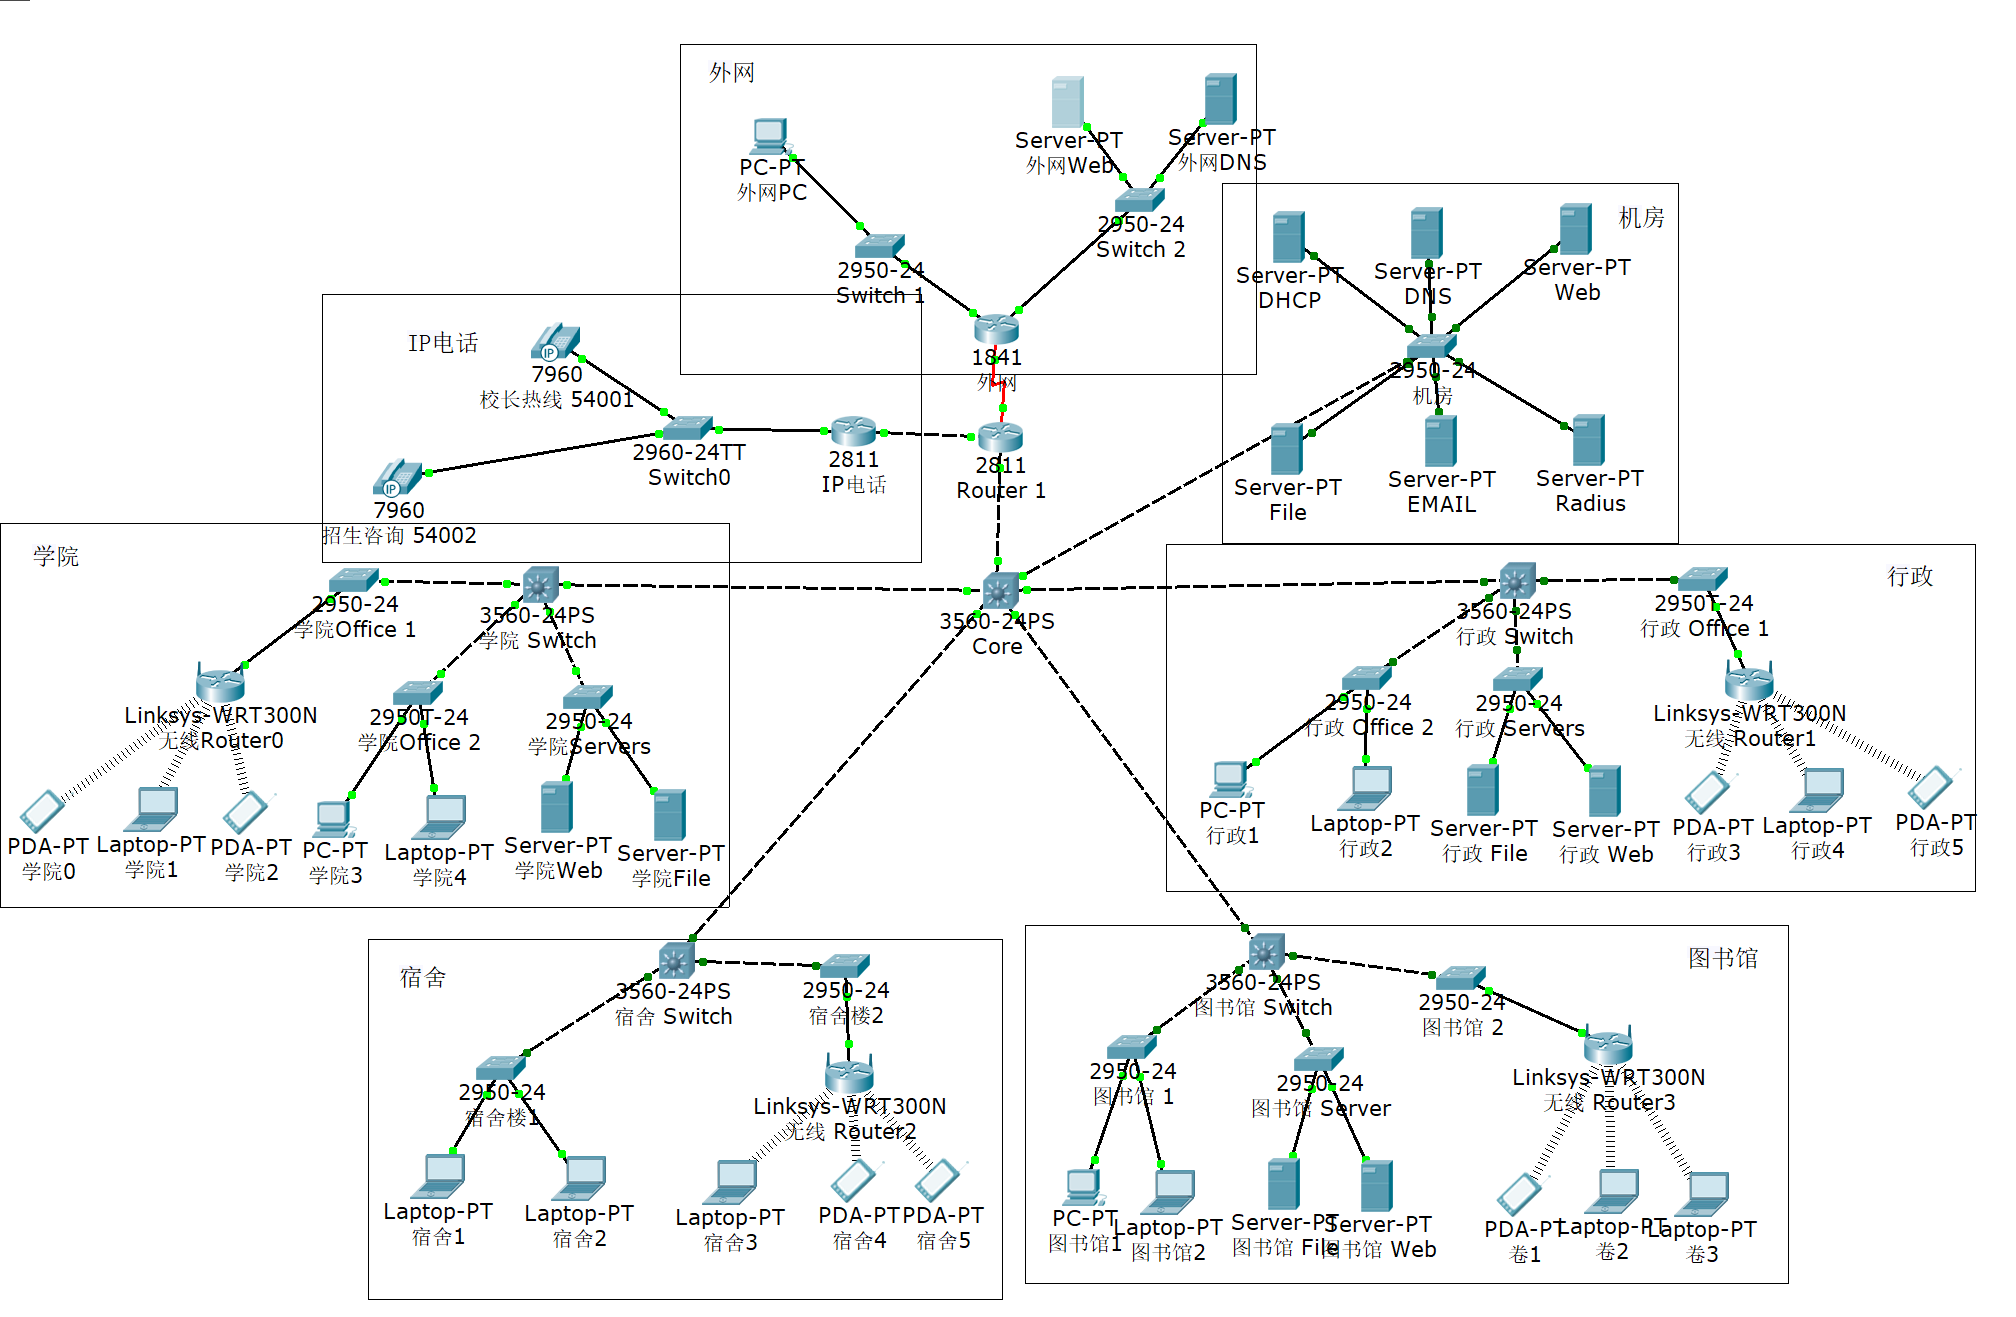 外网
PC-PT
外网PC
Server-PT
外网Web
Server-PT
外网DNS
2950-24
Switch 2
2950-24
Switch 1
1841
外网
机房
Server-PT
DHCP
Server-PT
DNS
Server-PT
Web
2950-24
机房
Server-PT
File
Server-PT
EMAIL
Server-PT
Radius
IP电话
IP
7960
校长热线 54001
2960-24TT
Switch0
2811
IP电话
2811
Router 1
IP
7960
招生咨询 54002
学院
2950-24
学院Office 1
3560-24PS
学院 Switch
3560-24PS
Core
Linksys-WRT300N
无线Router0
2950T-24
学院Office 2
2950-24
学院Servers
PDA-PT
学院0
Laptop-PT
学院1
PDA-PT
学院2
PC-PT
学院3
Laptop-PT
学院4
Server-PT
学院Web
Server-PT
学院File
行政
3560-24PS
行政 Switch
2950T-24
行政 Office 1
2950-24
行政 Office 2
2950-24
行政 Servers
Linksys-WRT300N
无线 Router1
PC-PT
行政1
Laptop-PT
行政2
Server-PT
行政 File
Server-PT
行政 Web
PDA-PT
行政3
Laptop-PT
行政4
PDA-PT
行政5
宿舍
3560-24PS
宿舍 Switch
2950-24
宿舍楼2
2950-24
宿舍楼1
Linksys-WRT300N
无线 Router2
Laptop-PT
宿舍1
Laptop-PT
宿舍2
Laptop-PT
宿舍3
PDA-PT
宿舍4
PDA-PT
宿舍5
图书馆
3560-24PS
图书馆 Switch
2950-24
图书馆 2
2950-24
图书馆 1
2950-24
图书馆 Server
Linksys-WRT300N
无线 Router3
PC-PT
图书馆1
Laptop-PT
图书馆2
Server-PT
图书馆 File
Server-PT
图书馆 Web
PDA-PT
卷1
Laptop-PT
卷2
Laptop-PT
卷3